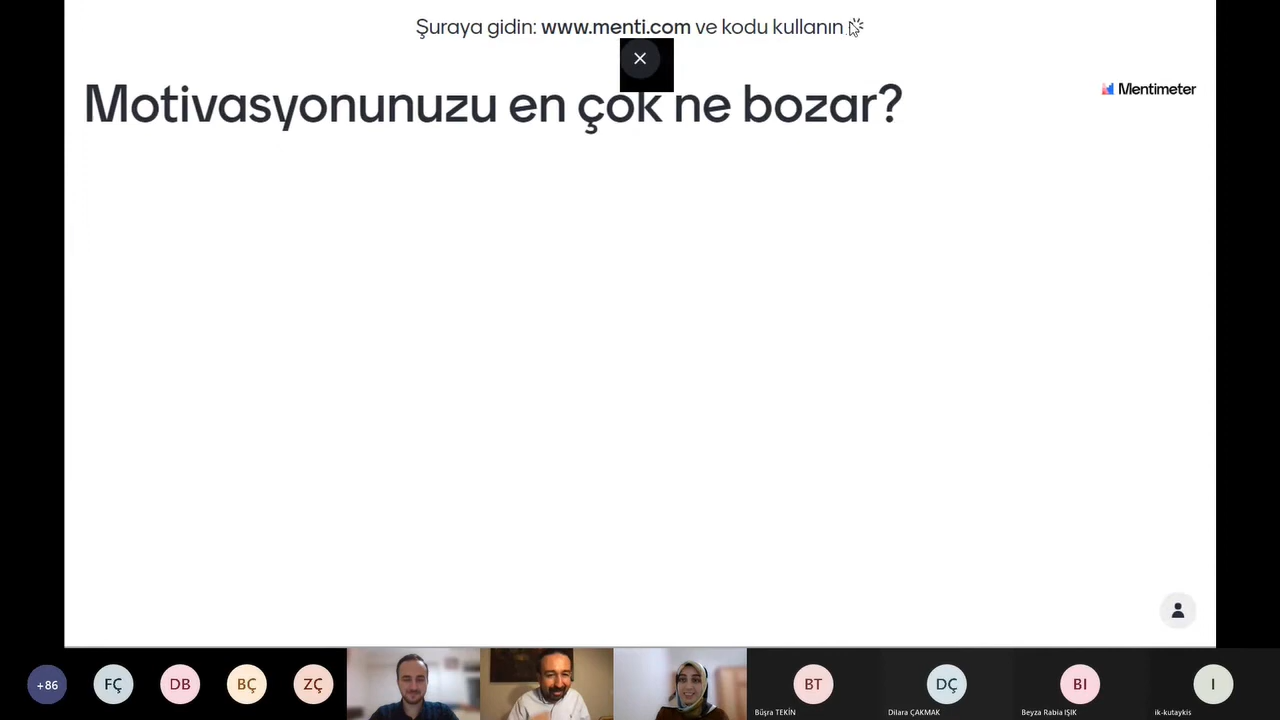 Şuraya gidin: www.menti.com ve kodu kullanın
Motivasyonunuzu en çok ne bozar?
Mentimeter
+86
FÇ
DB
BÇ
ZÇ
BT
DÇ
BI
I
Büşra TEKİN
Dilara ÇAKMAK
Beyza Rabia IŞIK
ik-kutaykis